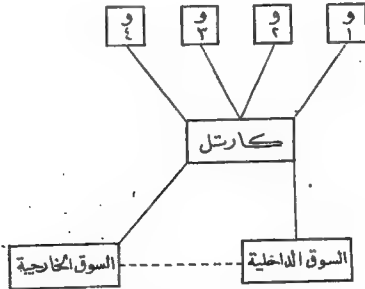 و ١
و ٢
و ٣
و ٤
كارتل
السوق الداخلية
السوق الخارجية